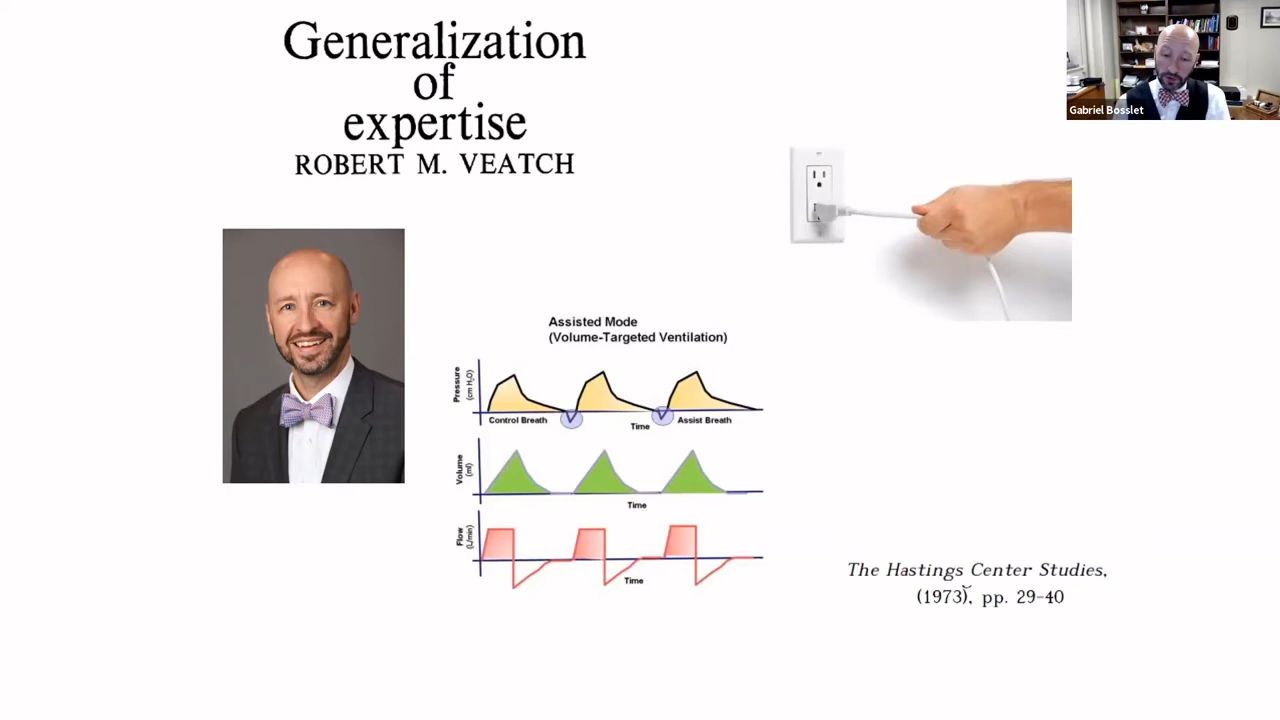 Generalization
of
expertise
ROBERT M. VEATCH
Gabriel Bosslet
Assisted Mode
(Volume-Targeted Ventilation)
Pressure
(cm H₂O)
Control Breath
Time
Assist Breath
Volume
(ml)
Time
Flow
(L/min)
Time
The Hastings Center Studies,
(1973), pp. 29-40